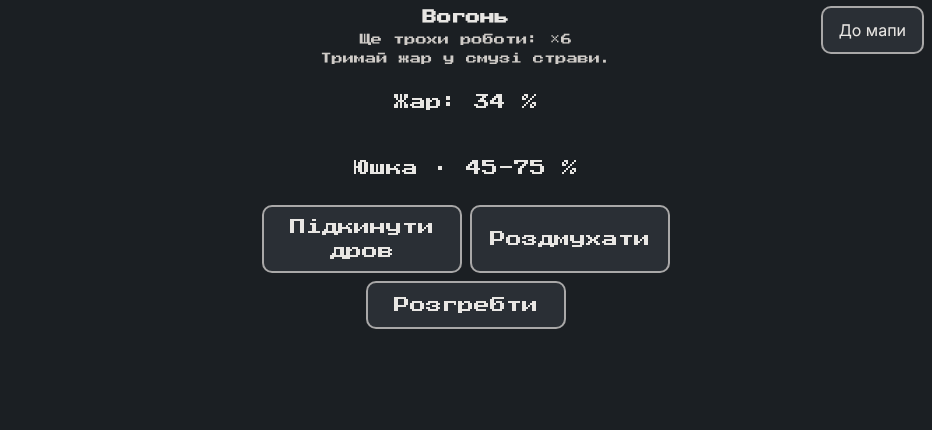 Вогонь
До мапи
Ще трохи роботи: ×6
Тримай жар у смузі страви.
Жар: 34 %
Юшка · 45–75 %
Підкинути
дров
Роздмухати
Розгребти